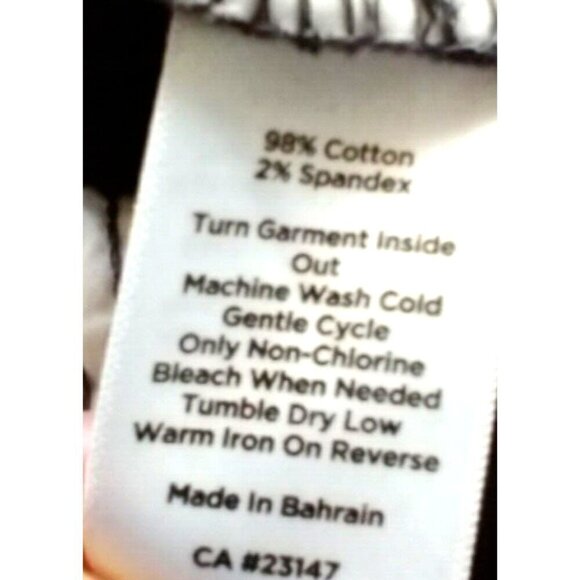 98% Cotton
2% Spandex
Turn Garment Inside
Out
Machine Wash Cold
Gentle Cycle
Only Non-Chlorine
Bleach When Needed
Tumble Dry Low
Warm Iron On Reverse
Made In Bahrain
CA #23147